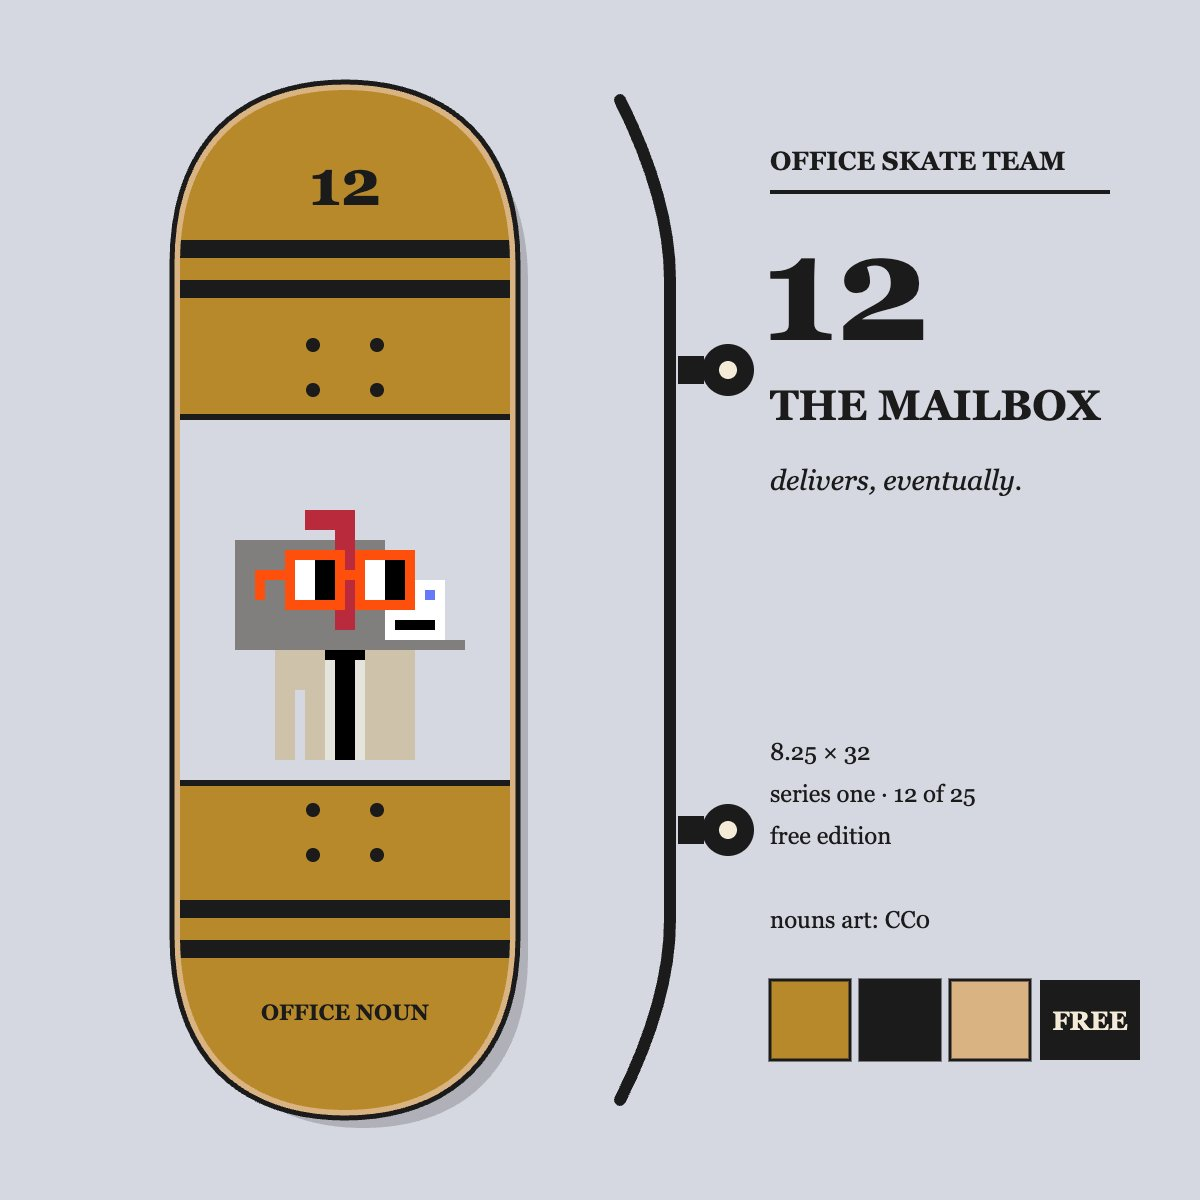 12
OFFICE NOUN
OFFICE SKATE TEAM
12
THE MAILBOX
delivers, eventually.
8.25 × 32
series one · 12 of 25
free edition
nouns art: CC0
FREE